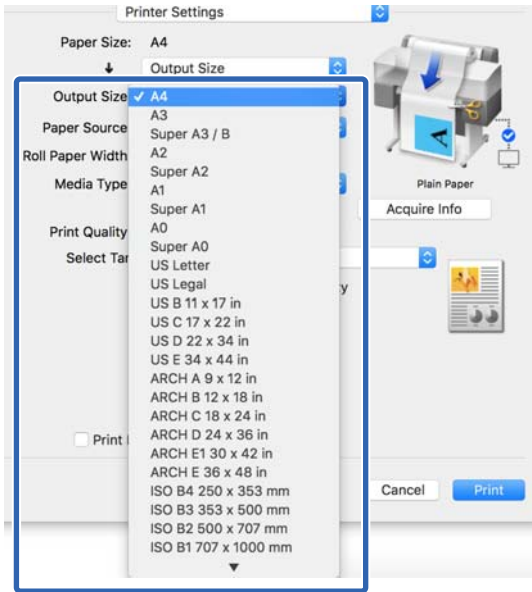 Printer Settings
Paper Size: A4
Output Size
Output Size ✓ A4
A3
Paper Source
Super A3 / B
A2
Roll Paper Width
Super A2
Media Type
A1
Plain Paper
Super A1
Acquire Info
A0
Print Quality
Super A0
Select Tar
US Letter
US Legal
y
US B 11 x 17 in
US C 17 x 22 in
US D 22 x 34 in
US E 34 x 44 in
ARCH A 9 x 12 in
ARCH B 12 x 18 in
ARCH C 18 x 24 in
ARCH D 24 x 36 in
Print
ARCH E1 30 x 42 in
ARCH E 36 x 48 in
ISO B4 250 x 353 mm
Cancel
Print
ISO B3 353 x 500 mm
ISO B2 500 x 707 mm
ISO B1 707 x 1000 mm